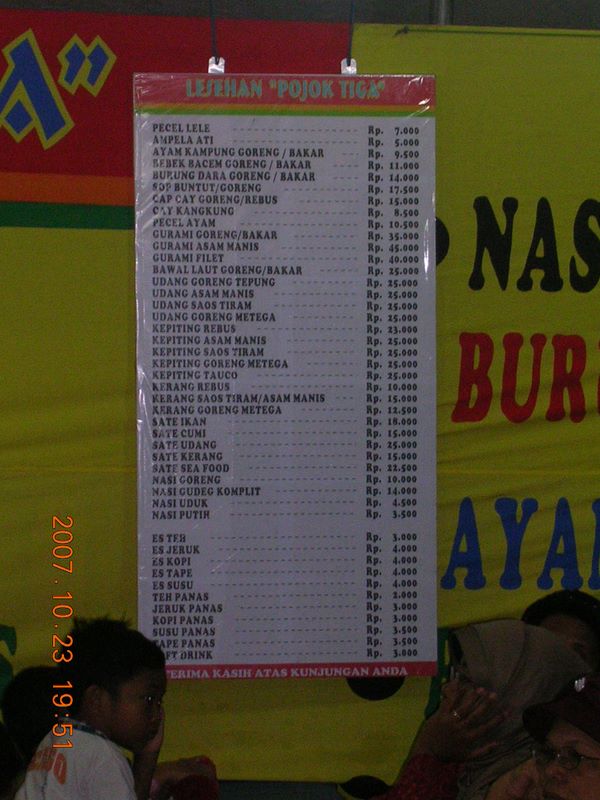 A"
LESEHAN "POJOK TIGA"
PECEL LELE Rp. 7.000
AMPELA ATI Rp. 5.000
AYAM KAMPUNG GORENG / BAKAR Rp. 9.500
BEBEK BACEM GORENG / BAKAR Rp. 11.000
BURUNG DARA GORENG / BAKAR Rp. 14.000
SOP BUNTUT/GORENG Rp. 17.500
CAP CAY GORENG/REBUS Rp. 15.000
CAY KANGKUNG Rp. 8.500
PECEL AYAM Rp. 10.500
GURAMI GORENG/BAKAR Rp. 35.000
GURAMI ASAM MANIS Rp. 45.000
GURAMI FILET Rp. 40.000
BAWAL LAUT GORENG/BAKAR Rp. 25.000
UDANG GORENG TEPUNG Rp. 25.000
UDANG ASAM MANIS Rp. 25.000
UDANG SAOS TIRAM Rp. 25.000
UDANG GORENG METEGA Rp. 25.000
KEPITING REBUS Rp. 23.000
KEPITING ASAM MANIS Rp. 25.000
KEPITING SAOS TIRAM Rp. 25.000
KEPITING GORENG METEGA Rp. 25.000
KEPITING TAUCO Rp. 25.000
KERANG REBUS Rp. 10.000
KERANG SAOS TIRAM/ASAM MANIS Rp. 15.000
KERANG GORENG METEGA Rp. 12.500
SATE IKAN Rp. 18.000
SATE CUMI Rp. 15.000
SATE UDANG Rp. 25.000
SATE KERANG Rp. 15.000
SATE SEA FOOD Rp. 22.500
NASI GORENG Rp. 10.000
NASI GUDEG KOMPLIT Rp. 14.000
NASI UDUK Rp. 4.500
NASI PUTIH Rp. 3.500
ES TEH Rp. 3.000
ES JERUK Rp. 4.000
ES KOPI Rp. 4.000
ES TAPE Rp. 4.000
ES SUSU Rp. 4.000
TEH PANAS Rp. 2.000
JERUK PANAS Rp. 3.000
KOPI PANAS Rp. 3.000
SUSU PANAS Rp. 3.500
TAPE PANAS Rp. 3.500
OFT DRINK Rp. 3.000
TERIMA KASIH ATAS KUNJUNGAN ANDA
NAS
BUR
AYA
2007.10.23 19:51